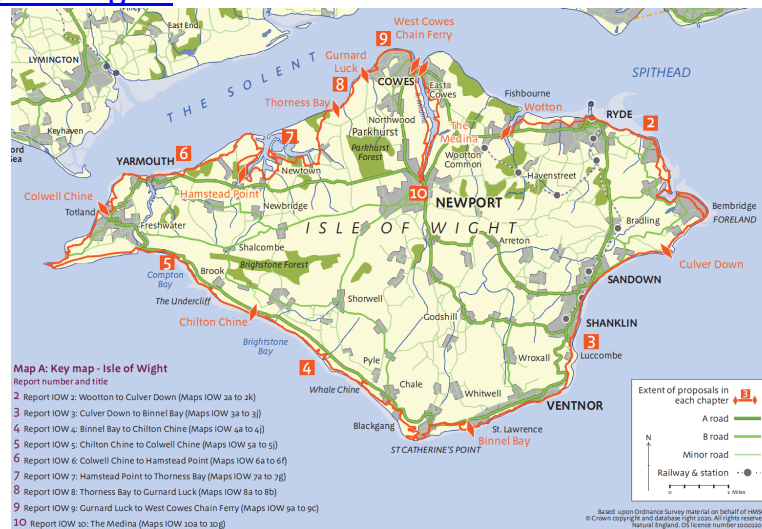 East End
LYMINGTON
Keyhaven
THE SOLENT
SPITHEAD
West Cowes
Chain Ferry
9
Gurnard
Luck
8
COWES
East
Cowes
R. Medina
Thorness Bay
Northwood
Parkhurst
Parkhurst
Forest
Fishbourne
Wotton
The
Medina
Wootton
Common
RYDE
2
Havenstreet
YARMOUTH
6
7
Newtown
Hamstead Point
10
NEWPORT
Newbridge
Colwell Chine
Totland
Freshwater
ISLE OF WIGHT
Bembridge
FORELAND
Bradling
Arreton
Culver Down
Shalcombe
5
Compton
Bay
Brook
Brighstone Forest
The Undercliff
Shorwell
Godshill
SANDOWN
SHANKLIN
3
Luccombe
Chilton Chine
Brightstone
Bay
4
Pyle
Wroxall
Whale Chine
Chale
Whitwell
VENTNOR
Blackgang
St. Lawrence
Binnel Bay
ST CATHERINE'S POINT
Map A: Key map - Isle of Wight
Report number and title
2 Report IOW 2: Wootton to Culver Down (Maps IOW 2a to 2k)
3 Report IOW 3: Culver Down to Binnel Bay (Maps IOW 3a to 3j)
4 Report IOW 4: Binnel Bay to Chilton Chine (Maps IOW 4a to 4j)
5 Report IOW 5: Chilton Chine to Colwell Chine (Maps IOW 5a to 5j)
6 Report IOW 6: Colwell Chine to Hamstead Point (Maps IOW 6a to 6f)
7 Report IOW 7: Hamstead Point to Thorness Bay (Maps IOW 7a to 7g)
8 Report IOW 8: Thorness Bay to Gurnard Luck (Maps IOW 8a to 8b)
9 Report IOW 9: Gurnard Luck to West Cowes Chain Ferry (Maps IOW 9a to 9c)
10 Report IOW 10: The Medina (Maps IOW 10a to 10g)
Extent of proposals in
each chapter
3
A road
B road
Minor road
Railway & station
N
0 2 Miles
Based upon Ordnance Survey material on behalf of HMS
© Crown copyright and database right 2020. All rights reserve
Natural England. OS licence number